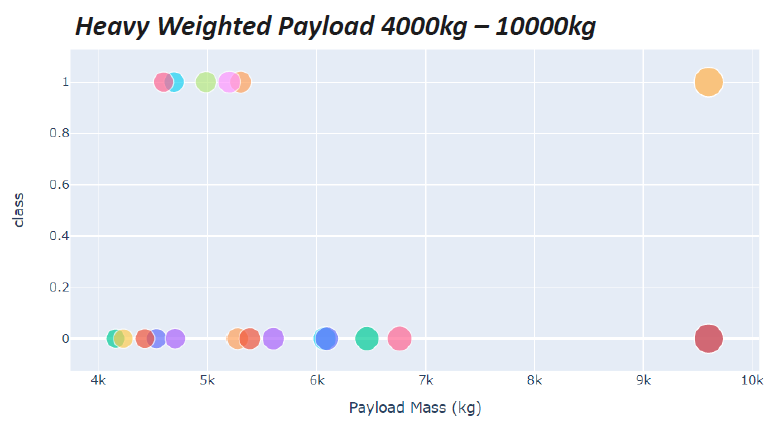 Heavy Weighted Payload 4000kg – 10000kg
1
0.8
0.6
0.4
0.2
0
class
4k 5k 6k 7k 8k 9k 10k
Payload Mass (kg)